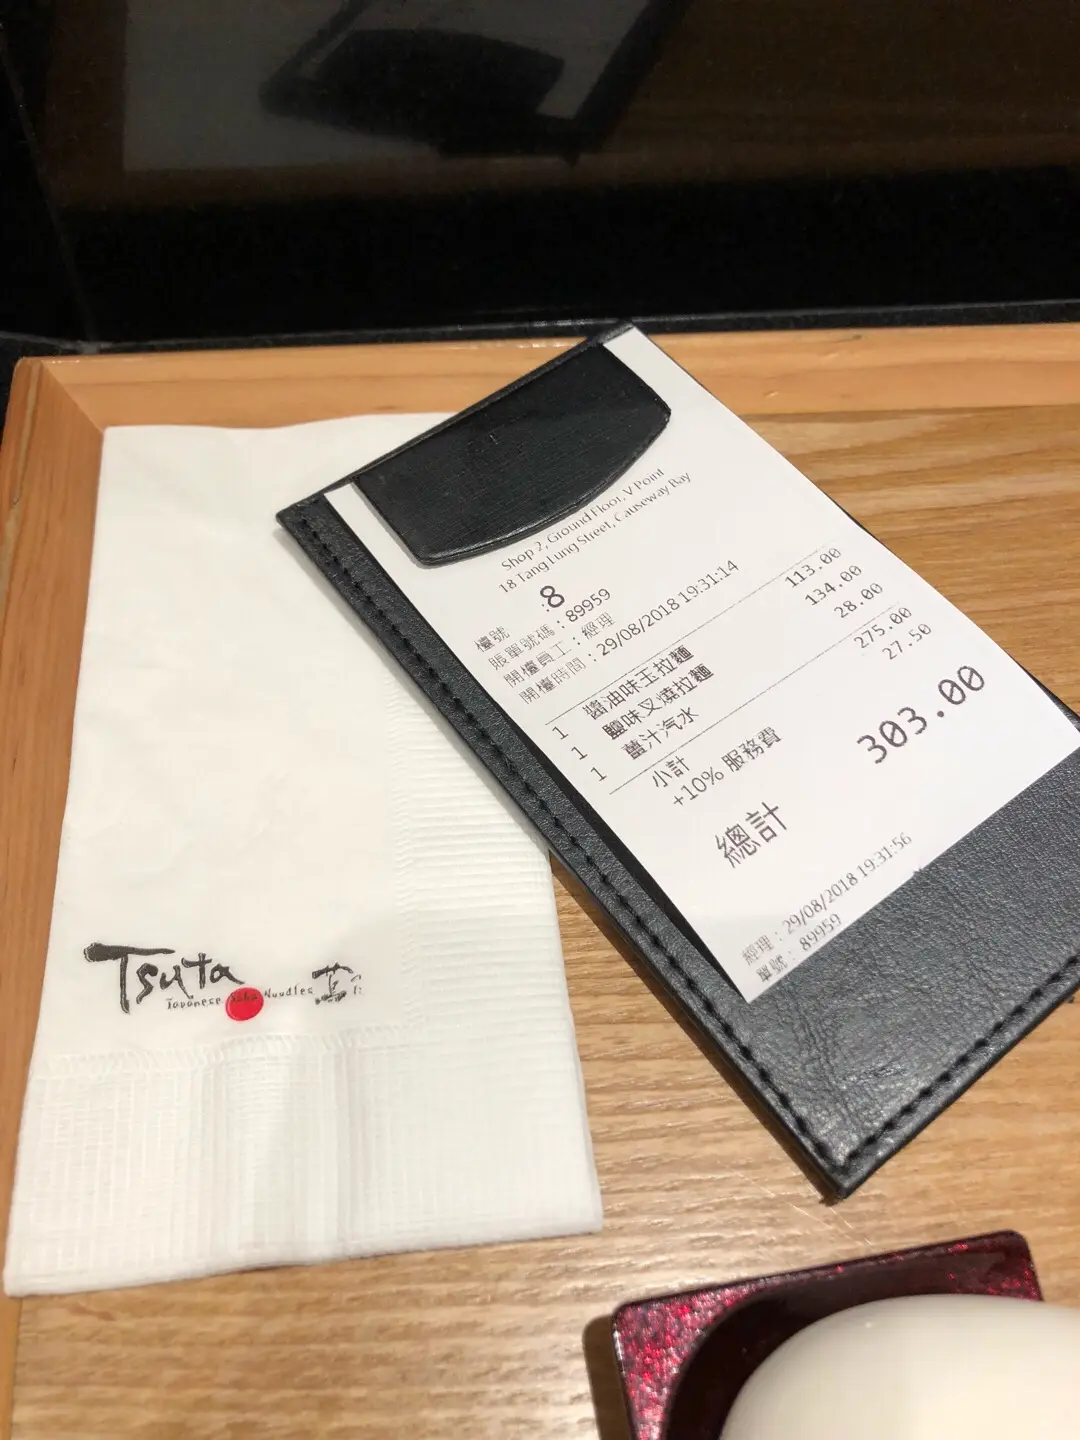 Tsuta
Japanese Soba Noodles 蔦
Shop 2, Ground Floor, V Point
18 Tang Lung Street, Causeway Bay
檯號 :8
賬單號碼 : 89959
開檯員工 : 經理
開檯時間 : 29/08/2018 19:31:14
1 醬油味玉拉麵 113.00
1 鹽味叉燒拉麵 134.00
1 薑汁汽水 28.00
小計 275.00
+10% 服務費 27.50
總計 303.00
經理 : 29/08/2018 19:31:56
單號 : 89959